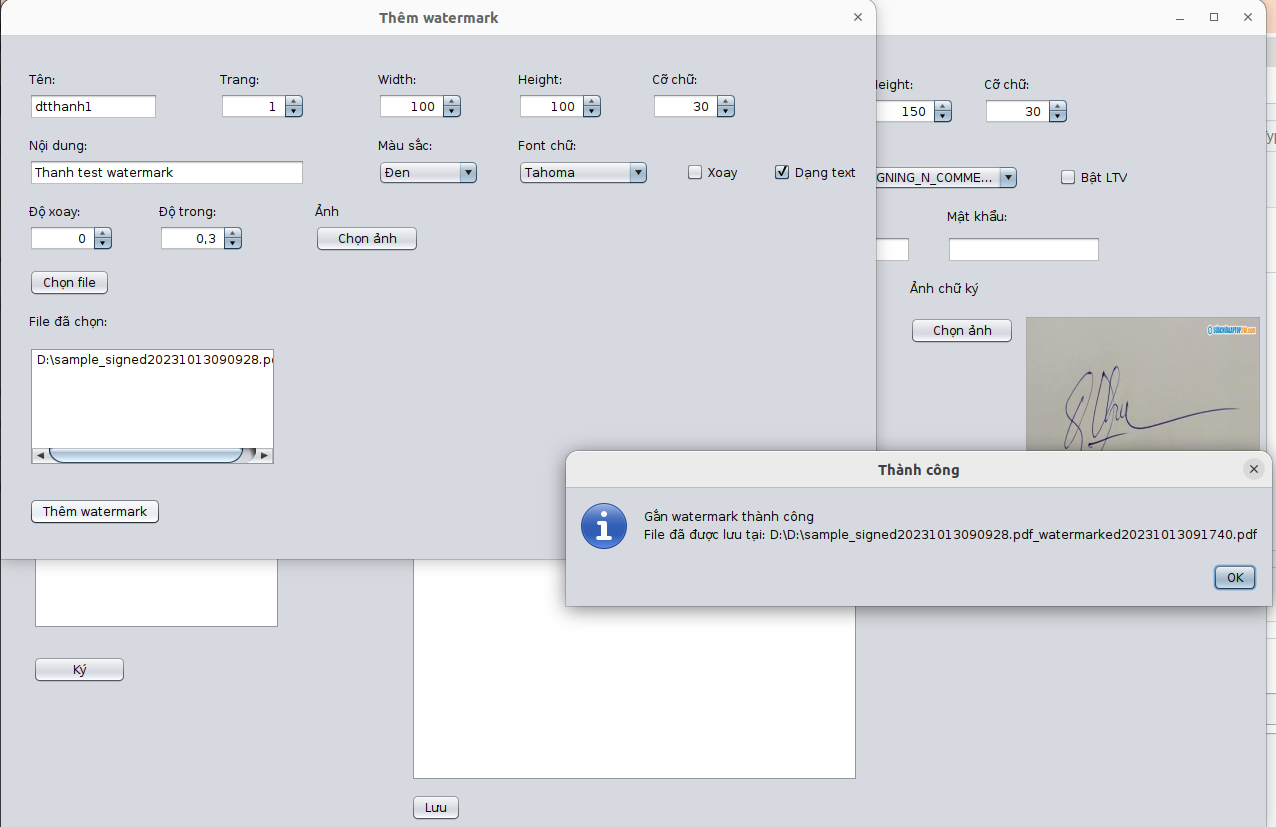 Thêm watermark
Tên:
Trang:
Width:
Height:
Cỡ chữ:
dtthanh1
1
100
100
30
Nội dung:
Màu sắc:
Font chữ:
Thanh test watermark
Đen
Tahoma
Xoay
Dạng text
Độ xoay:
Độ trong:
Ảnh
0
0,3
Chọn ảnh
Chọn file
File đã chọn:
D:\sample_signed20231013090928.p
Thêm watermark
eight:
Cỡ chữ:
150
30
GNING_N_COMME...
Bật LTV
Mật khẩu:
Ảnh chữ ký
Chọn ảnh
Thành công
Gắn watermark thành công
File đã được lưu tại: D:\D:\sample_signed20231013090928.pdf_watermarked20231013091740.pdf
OK
Ký
Lưu